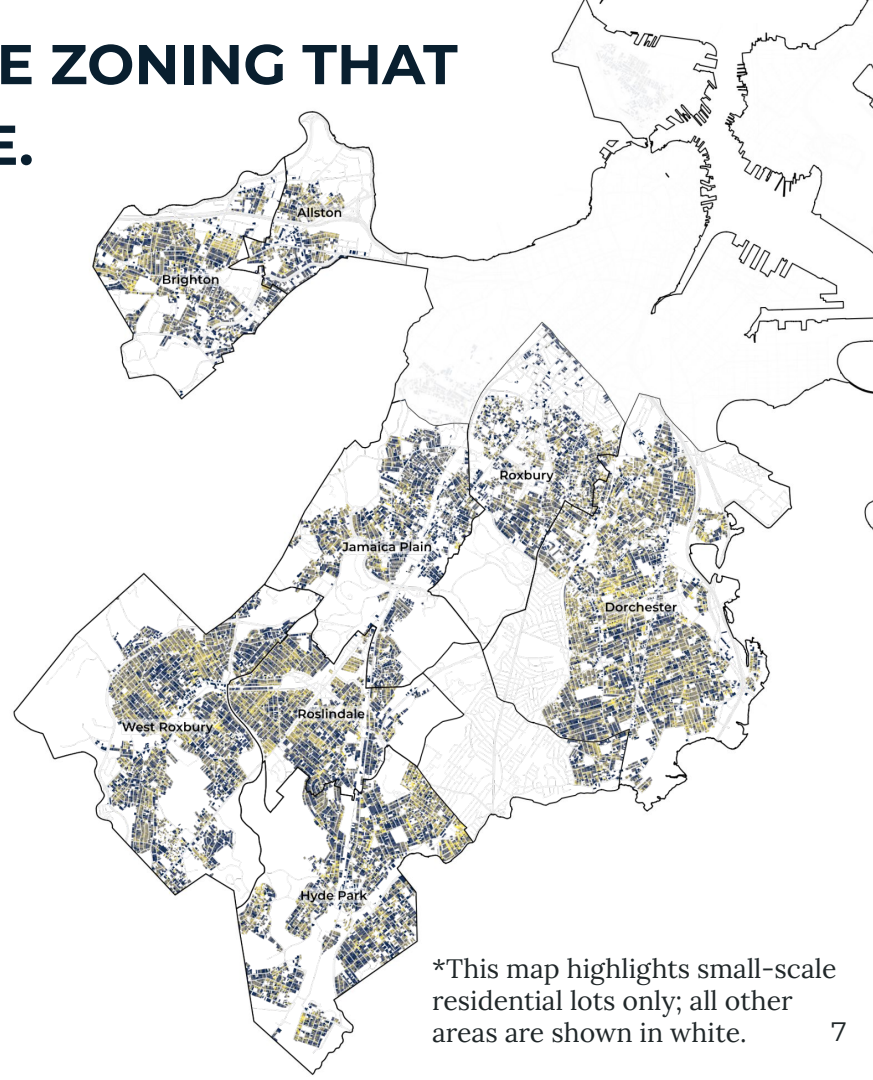 E ZONING THAT
E.
Allston
Brighton
Roxbury
Jamaica Plain
Dorchester
West Roxbury
Roslindale
Hyde Park
*This map highlights small-scale
residential lots only; all other
areas are shown in white.
7